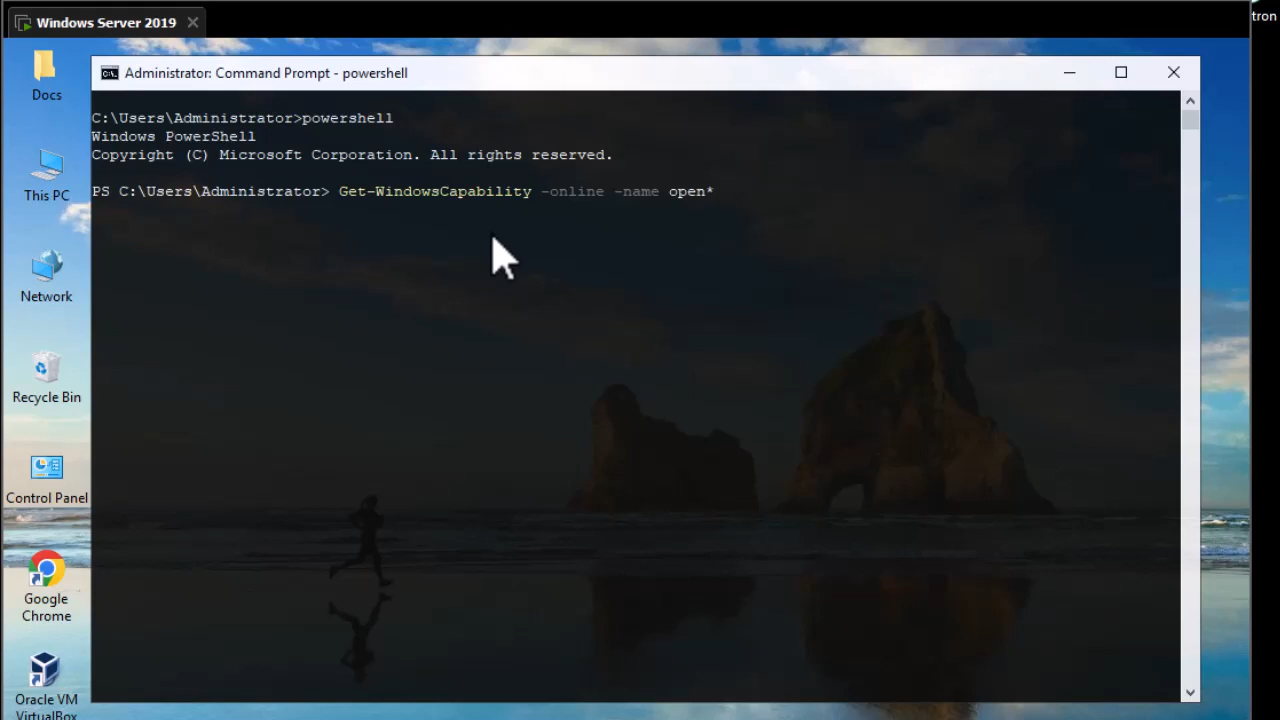 tron
Windows Server 2019
Administrator: Command Prompt - powershell
C:\Users\Administrator>powershell
Windows PowerShell
Copyright (C) Microsoft Corporation. All rights reserved.
PS C:\Users\Administrator> Get-WindowsCapability -online -name open*
Docs
This PC
Network
Recycle Bin
Control Panel
Google
Chrome
Oracle VM
VirtualBox